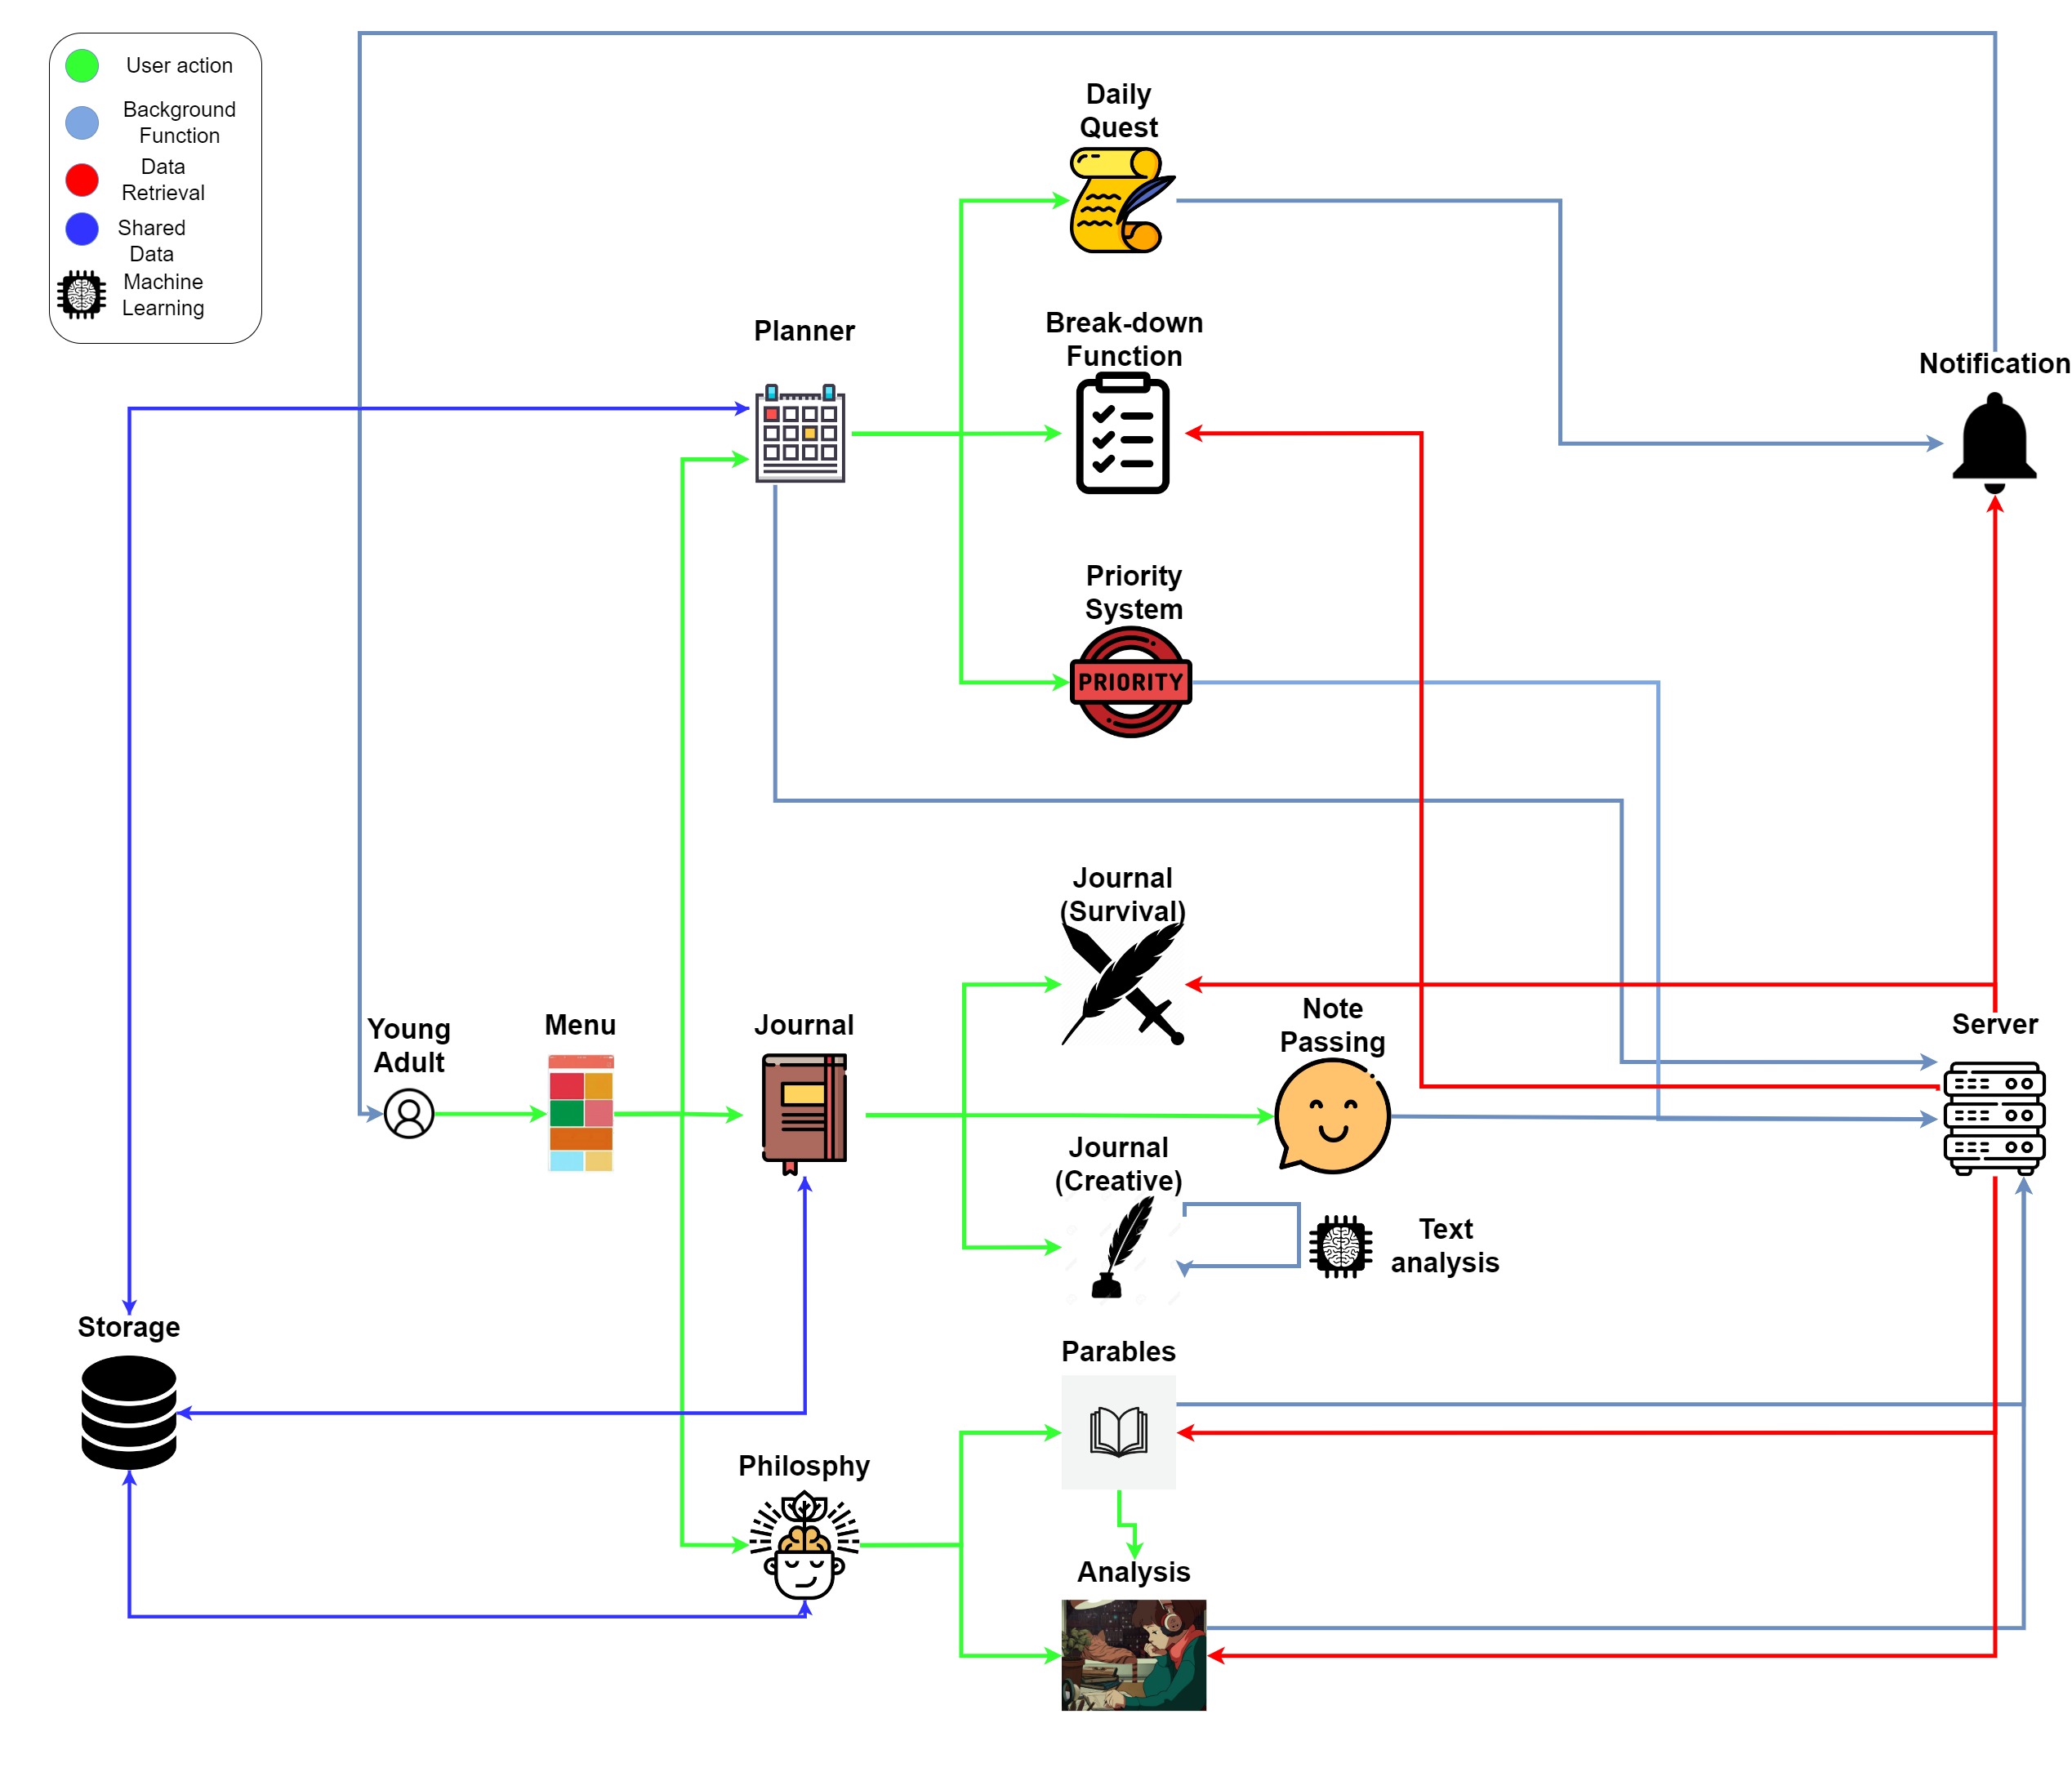 User action
Background
Function
Data
Retrieval
Shared
Data
Machine
Learning
Daily
Quest
Planner
Break-down
Function
Notification
Priority
System
PRIORITY
Journal
(Survival)
Young
Adult
Menu
Journal
Note
Passing
Server
Journal
(Creative)
Text
analysis
Storage
Parables
Philosphy
Analysis